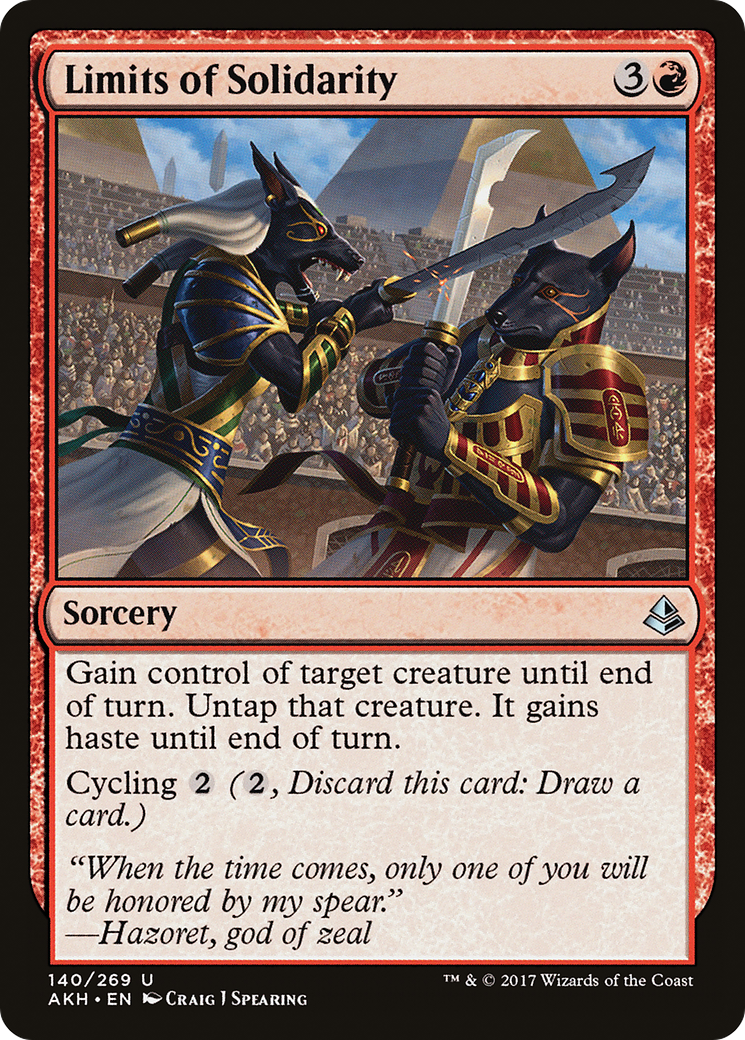 Limits of Solidarity 3
Sorcery
Gain control of target creature until end
of turn. Untap that creature. It gains
haste until end of turn.
Cycling 2 (2, Discard this card: Draw a
card.)
“When the time comes, only one of you will
be honored by my spear.”
—Hazoret, god of zeal
140/269 U
™ & © 2017 Wizards of the Coast
AKH • EN Craig J Spearing